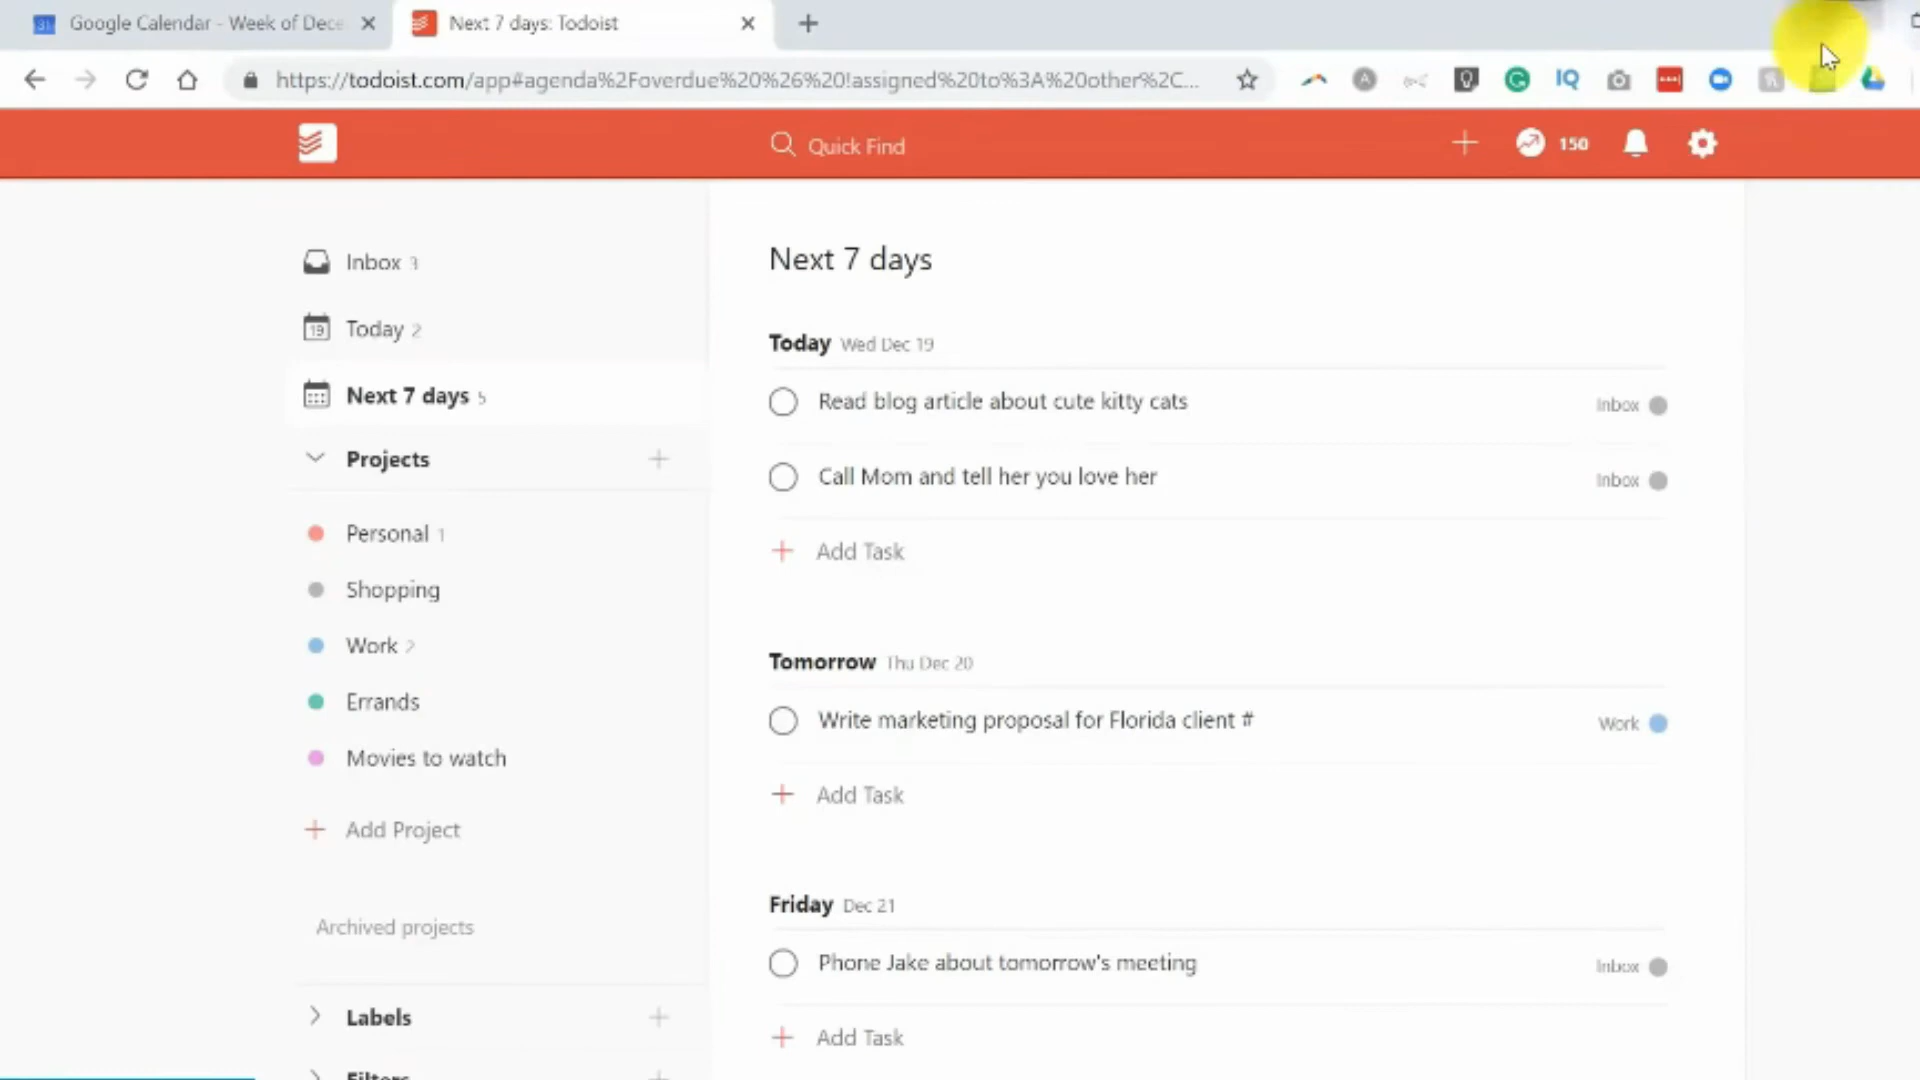 Google Calendar - Week of Dece
Next 7 days: Todoist
https://todoist.com/app#agenda%2Foverdue%20%26%20!assigned%20to%3A%20other%2C...
Quick Find
150
Inbox 3
Today 2
Next 7 days 5
Projects
Personal 1
Shopping
Work 2
Errands
Movies to watch
Add Project
Archived projects
Labels
Filters
Next 7 days
Today Wed Dec 19
Read blog article about cute kitty cats Inbox
Call Mom and tell her you love her Inbox
Add Task
Tomorrow Thu Dec 20
Write marketing proposal for Florida client # Work
Add Task
Friday Dec 21
Phone Jake about tomorrow's meeting Inbox
Add Task